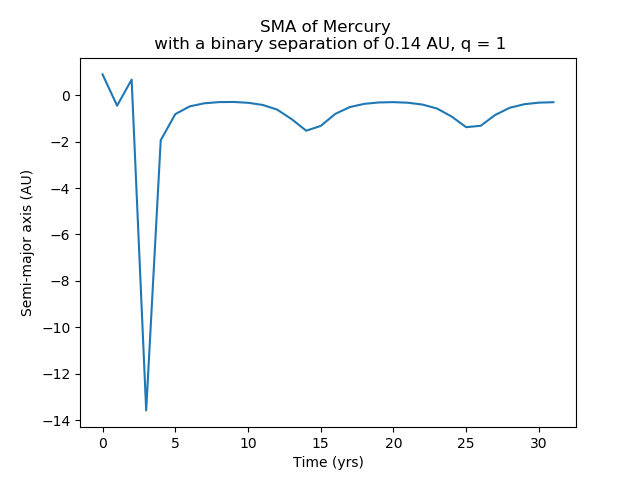 SMA of Mercury
with a binary separation of 0.14 AU, q = 1
Semi-major axis (AU)
0
−2
−4
−6
−8
−10
−12
−14
0 5 10 15 20 25 30
Time (yrs)